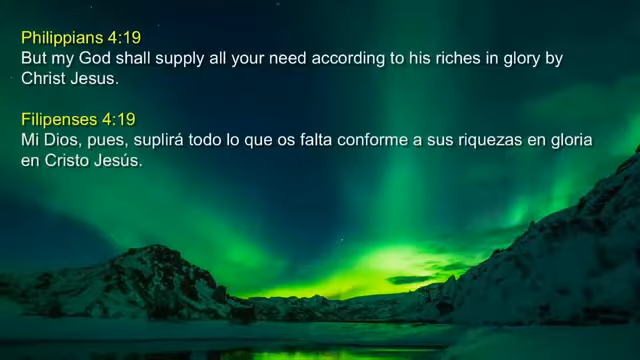 Philippians 4:19
But my God shall supply all your need according to his riches in glory by
Christ Jesus.
Filipenses 4:19
Mi Dios, pues, suplirá todo lo que os falta conforme a sus riquezas en gloria
en Cristo Jesús.